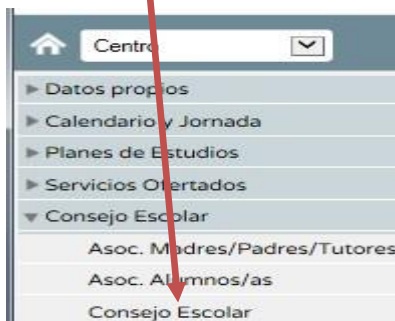 Centro
Datos propios
Calendario y Jornada
Planes de Estudios
Servicios Ofertados
Consejo Escolar
Asoc. Madres/Padres/Tutores
Asoc. Alumnos/as
Consejo Escolar